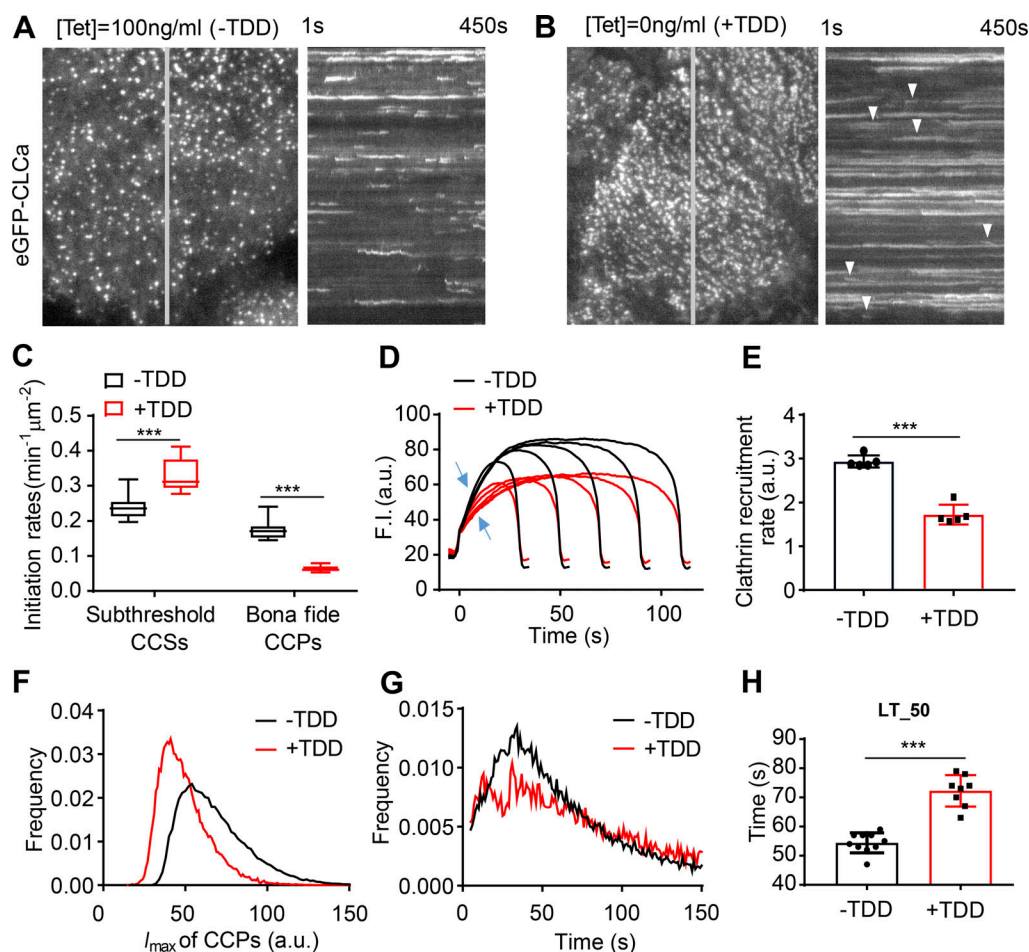 A
[Tet]=100ng/ml (-TDD)
1s
450s
B
[Tet]=0ng/ml (+TDD)
1s
450s
eGFP-CLCa
C
-TDD
+TDD
Initiation rates(min-1μm-2)
0.5
0.4
0.3
0.2
0.1
0.0
***
***
Subthreshold
CCSs
Bona fide
CCPs
D
-TDD
+TDD
F.I.(a.u.)
100
80
60
40
20
0
50
100
Time (s)
E
Clathrin recruitment
rate (a.u.)
4
3
2
1
0
***
-TDD
+TDD
F
-TDD
+TDD
Frequency
0.04
0.03
0.02
0.01
0.00
0
50
100
150
Imax of CCPs (a.u.)
G
-TDD
+TDD
Frequency
0.015
0.010
0.005
0.000
0
50
100
150
Time (s)
H
LT_50
***
Time (s)
90
80
70
60
50
40
-TDD
+TDD